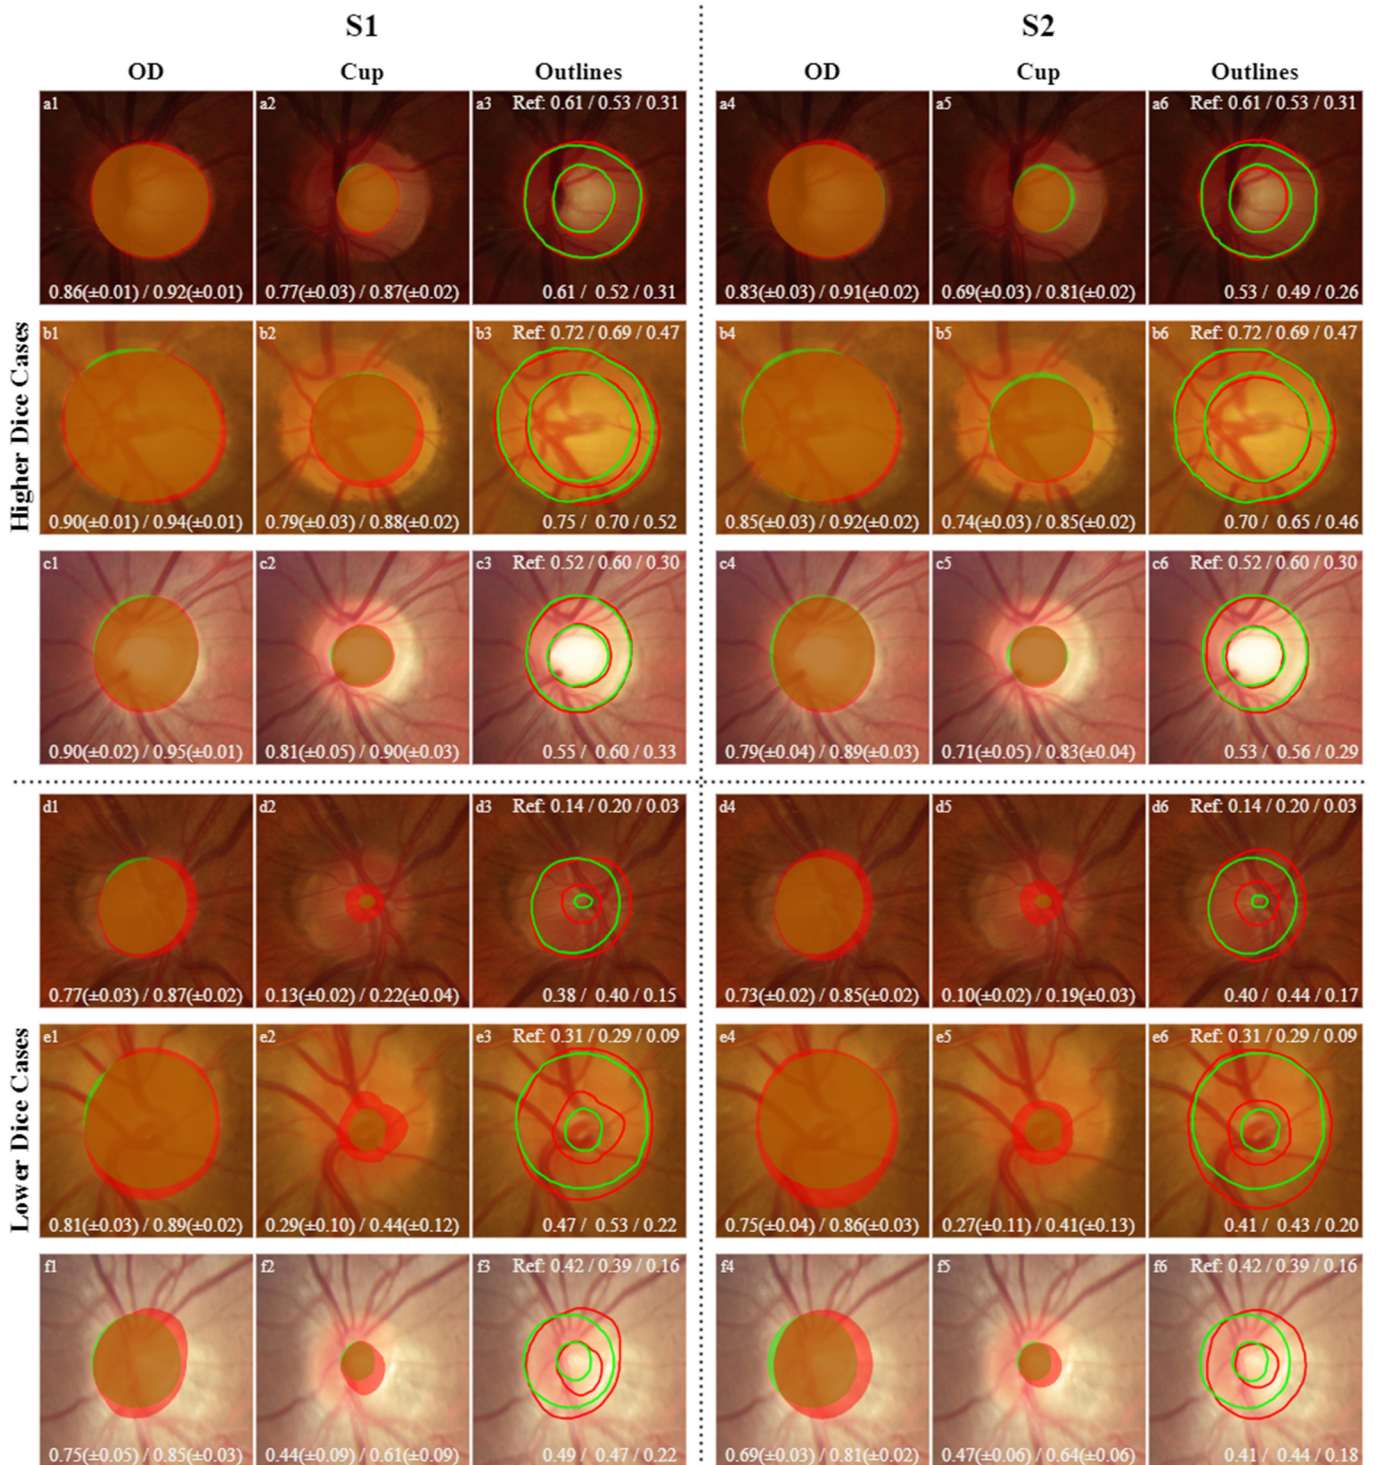 S1
S2
OD
Cup
Outlines
OD
Cup
Outlines
Higher Dice Cases
a1
a2
a3 Ref: 0.61 / 0.53 / 0.31
a4
a5
a6 Ref: 0.61 / 0.53 / 0.31
0.86(±0.01) / 0.92(±0.01)
0.77(±0.03) / 0.87(±0.02)
0.61 / 0.52 / 0.31
0.83(±0.03) / 0.91(±0.02)
0.69(±0.03) / 0.81(±0.02)
0.53 / 0.49 / 0.26
b1
b2
b3 Ref: 0.72 / 0.69 / 0.47
b4
b5
b6 Ref: 0.72 / 0.69 / 0.47
0.90(±0.01) / 0.94(±0.01)
0.79(±0.03) / 0.88(±0.02)
0.75 / 0.70 / 0.52
0.85(±0.03) / 0.92(±0.02)
0.74(±0.03) / 0.85(±0.02)
0.70 / 0.65 / 0.46
c1
c2
c3 Ref: 0.52 / 0.60 / 0.30
c4
c5
c6 Ref: 0.52 / 0.60 / 0.30
0.90(±0.02) / 0.95(±0.01)
0.81(±0.05) / 0.90(±0.03)
0.55 / 0.60 / 0.33
0.79(±0.04) / 0.89(±0.03)
0.71(±0.05) / 0.83(±0.04)
0.53 / 0.56 / 0.29
Lower Dice Cases
d1
d2
d3 Ref: 0.14 / 0.20 / 0.03
d4
d5
d6 Ref: 0.14 / 0.20 / 0.03
0.77(±0.03) / 0.87(±0.02)
0.13(±0.02) / 0.22(±0.04)
0.38 / 0.40 / 0.15
0.73(±0.02) / 0.85(±0.02)
0.10(±0.02) / 0.19(±0.03)
0.40 / 0.44 / 0.17
e1
e2
e3 Ref: 0.31 / 0.29 / 0.09
e4
e5
e6 Ref: 0.31 / 0.29 / 0.09
0.81(±0.03) / 0.89(±0.02)
0.29(±0.10) / 0.44(±0.12)
0.47 / 0.53 / 0.22
0.75(±0.04) / 0.86(±0.03)
0.27(±0.11) / 0.41(±0.13)
0.41 / 0.43 / 0.20
f1
f2
f3 Ref: 0.42 / 0.39 / 0.16
f4
f5
f6 Ref: 0.42 / 0.39 / 0.16
0.75(±0.05) / 0.85(±0.03)
0.44(±0.09) / 0.61(±0.09)
0.49 / 0.47 / 0.22
0.69(±0.03) / 0.81(±0.02)
0.47(±0.06) / 0.64(±0.06)
0.41 / 0.44 / 0.18